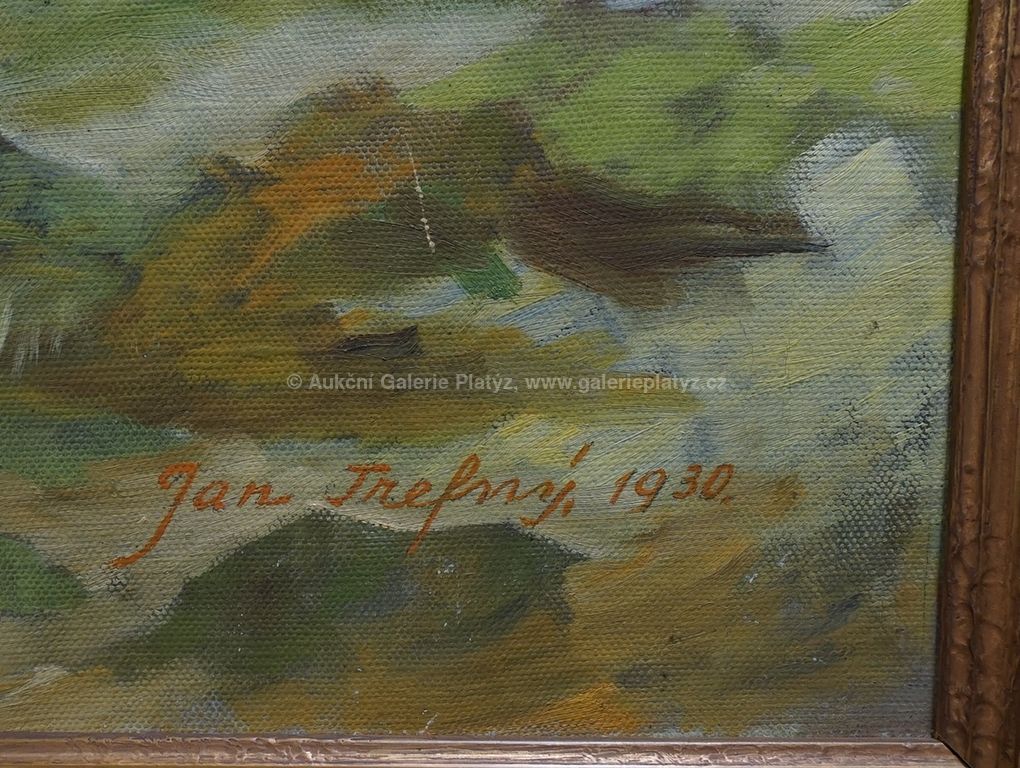 © Aukční Galerie Platýz, www.galerieplatyz.cz
Jan Trefný, 1930.